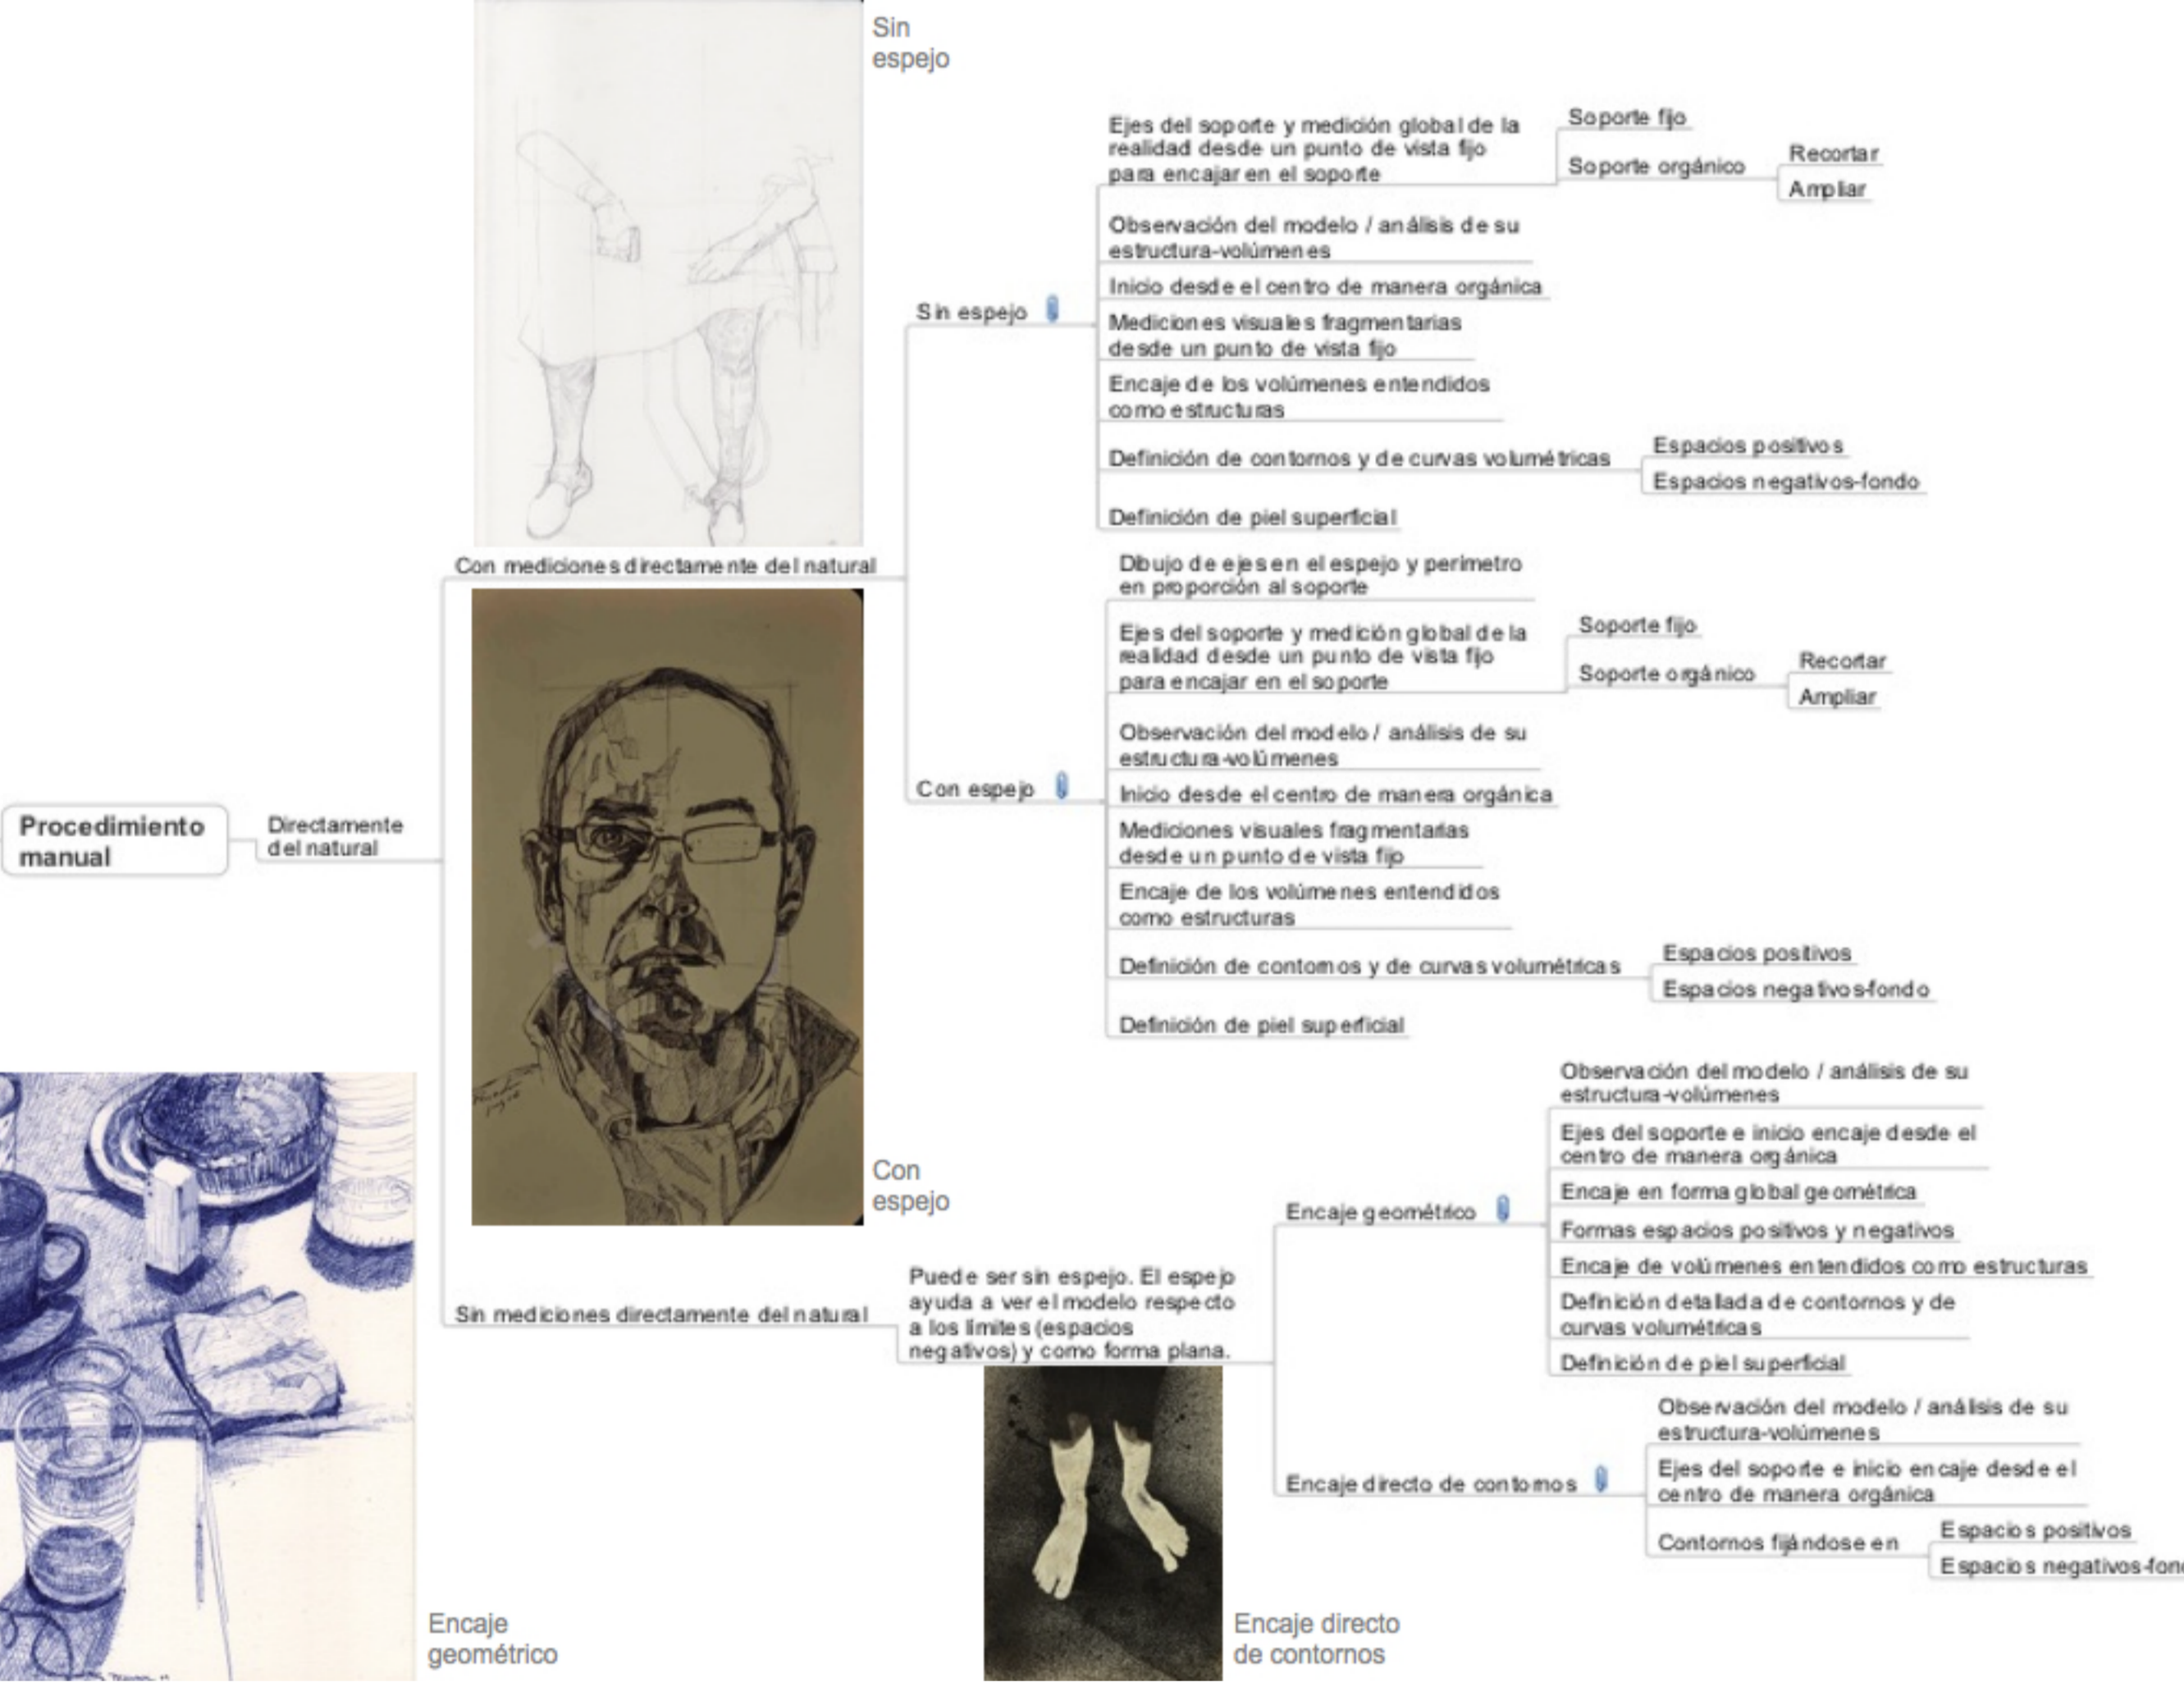 Sin
espejo
Ejes del soporte y medición global de la
realidad desde un punto de vista fijo
para encajar en el soporte
Soporte fijo
Soporte orgánico
Recortar
Ampliar
Observación del modelo / análisis de su
estructura-volúmenes
Inicio desde el centro de manera orgánica
Sin espejo
Mediciones visuales fragmentarias
desde un punto de vista fijo
Encaje de los volúmenes entendidos
como estructuras
Definición de contornos y de curvas volumétricas
Espacios positivos
Espacios negativos-fondo
Definición de piel superficial
Con mediciones directamente del natural
Dibujo de ejes en el espejo y perímetro
en proporción al soporte
Ejes del soporte y medición global de la
realidad desde un punto de vista fijo
para encajar en el soporte
Soporte fijo
Soporte orgánico
Recortar
Ampliar
Observación del modelo / análisis de su
estructura-volúmenes
Con espejo
Inicio desde el centro de manera orgánica
Mediciones visuales fragmentarias
desde un punto de vista fijo
Encaje de los volúmenes entendidos
como estructuras
Definición de contornos y de curvas volumétricas
Espacios positivos
Espacios negativos-fondo
Definición de piel superficial
Procedimiento
manual
Directamente
del natural
Con
espejo
Sin mediciones directamente del natural
Puede ser sin espejo. El espejo
ayuda a ver el modelo respecto
a los límites (espacios
negativos) y como forma plana.
Encaje geométrico
Observación del modelo / análisis de su
estructura-volúmenes
Ejes del soporte e inicio encaje desde el
centro de manera orgánica
Encaje en forma global geométrica
Formas espacios positivos y negativos
Encaje de volúmenes entendidos como estructuras
Definición detallada de contornos y de
curvas volumétricas
Definición de piel superficial
Encaje directo de contornos
Observación del modelo / análisis de su
estructura-volúmenes
Ejes del soporte e inicio encaje desde el
centro de manera orgánica
Contornos fijándose en
Espacios positivos
Espacios negativos-fon
Encaje
geométrico
Encaje directo
de contornos